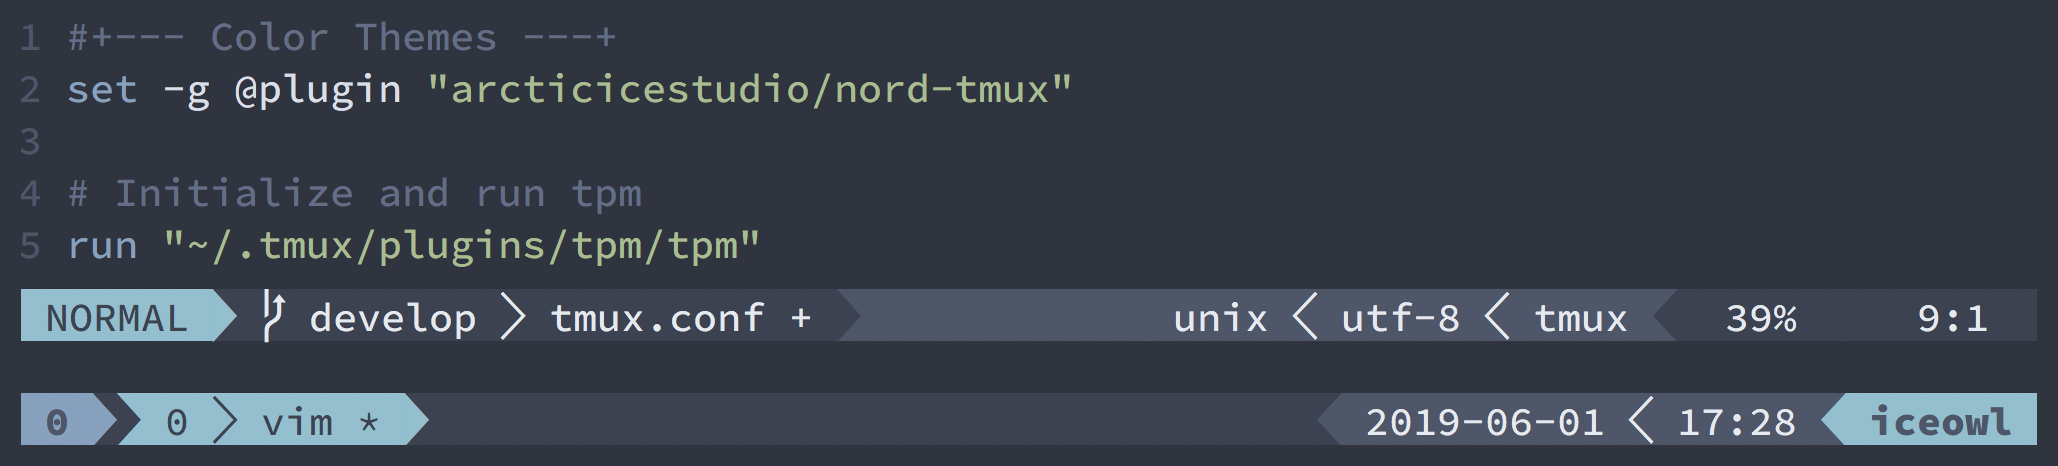 1 #+--- Color Themes ---+
2 set -g @plugin "arcticicestudio/nord-tmux"
3
4 # Initialize and run tpm
5 run "~/.tmux/plugins/tpm/tpm"
NORMAL develop tmux.conf + unix utf-8 tmux 39% 9:1
0 0 vim * 2019-06-01 17:28 iceowl